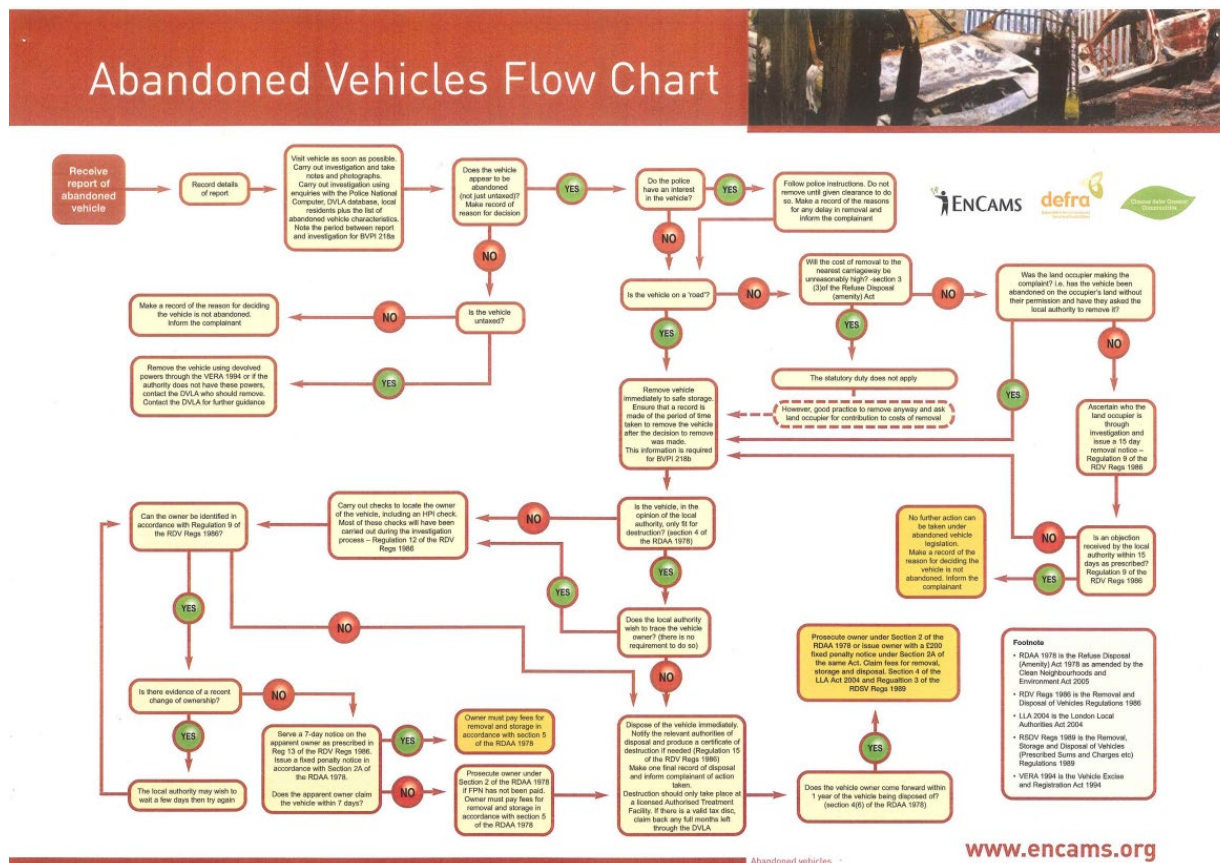 Abandoned Vehicles Flow Chart
Receive
report of
abandoned
vehicle
Record details
of report
Visit vehicle as soon as possible.
Carry out investigation and take
notes and photographs.
Carry out investigation using
enquiries with the Police National
Computer, DVLA database, local
residents plus the list of
abandoned vehicle characteristics.
Note the period between report
and investigation for BVPI 218a
Does the vehicle
appear to be
abandoned
(not just untaxed)?
Make record of
reason for decision
YES
Do the police
have an interest
in the vehicle?
YES
Follow police instructions. Do not
remove until given clearance to do
so. Make a record of the reasons
for any delay in removal and
inform the complainant
ENCAMS
defra
NO
NO
Is the vehicle
untaxed?
NO
Make a record of the reason for deciding
the vehicle is not abandoned.
Inform the complainant
YES
Remove the vehicle using devolved
powers through the VERA 1994 or if the
authority does not have these powers,
contact the DVLA who should remove.
Contact the DVLA for further guidance
Is the vehicle on a 'road'?
NO
Will the cost of removal to the
nearest carriageway be
unreasonably high? -section 3
(3)of the Refuse Disposal
(amenity) Act
NO
Was the land occupier making the
complaint? i.e. has the vehicle been
abandoned on the occupier's land without
their permission and have they asked the
local authority to remove it?
YES
YES
NO
The statutory duty does not apply
However, good practice to remove anyway and ask
land occupier for contribution to costs of removal
YES
Remove vehicle
immediately to safe storage.
Ensure that a record is
made of the period of time
taken to remove the vehicle
after the decision to remove
was made.
This information is required
for BVPI 218b
Ascertain who the
land occupier is
through
investigation and
issue a 15 day
removal notice –
Regulation 9 of the
RDV Regs 1986
Is an objection
received by the local
authority within 15
days as prescribed?
Regulation 9 of the
RDV Regs 1986
NO
YES
No further action can
be taken under
abandoned vehicle
legislation.
Make a record of the
reason for deciding the
vehicle is not
abandoned. Inform the
complainant
Is the vehicle, in the
opinion of the local
authority, only fit for
destruction? (section 4 of
the RDAA 1978)
NO
Carry out checks to locate the owner
of the vehicle, including an HPI check.
Most of these checks will have been
carried out during the investigation
process – Regulation 12 of the RDV
Regs 1986
Can the owner be identified in
accordance with Regulation 9 of
the RDV Regs 1986?
YES
YES
Does the local authority
wish to trace the vehicle
owner? (there is no
requirement to do so)
YES
NO
NO
Is there evidence of a recent
change of ownership?
NO
YES
The local authority may wish to
wait a few days then try again
Serve a 7-day notice on the
apparent owner as prescribed in
Reg 13 of the RDV Regs 1986.
Issue a fixed penalty notice in
accordance with Section 2A of
the RDAA 1978.
Does the apparent owner claim
the vehicle within 7 days?
YES
Owner must pay fees for
removal and storage in
accordance with section 5
of the RDAA 1978
NO
Prosecute owner under
Section 2 of the RDAA 1978
if FPN has not been paid.
Owner must pay fees for
removal and storage in
accordance with section 5
of the RDAA 1978
Dispose of the vehicle immediately.
Notify the relevant authorities of
disposal and produce a certificate of
destruction if needed (Regulation 15
of the RDV Regs 1986)
Make one final record of disposal
and inform complainant of action
taken.
Destruction should only take place at
a licensed Authorised Treatment
Facility. If there is a valid tax disc,
claim back any full months left
through the DVLA
Does the vehicle owner come forward within
1 year of the vehicle being disposed of?
(section 4(6) of the RDAA 1978)
YES
Prosecute owner under Section 2 of the
RDAA 1978 or issue owner with a £200
fixed penalty notice under Section 2A of
the same Act. Claim fees for removal,
storage and disposal. Section 4 of
the LLA Act 2004 and Regualtion 3 of the
RDSV Regs 1989
Footnote
• RDAA 1978 is the Refuse Disposal
(Amenity) Act 1978 as amended by the
Clean Neighbourhoods and
Environment Act 2005
• RDV Regs 1986 is the Removal and
Disposal of Vehicles Regulations 1986
• LLA 2004 is the London Local
Authorities Act 2004
• RSDV Regs 1989 is the Removal,
Storage and Disposal of Vehicles
(Prescribed Sums and Charges etc)
Regulations 1989
• VERA 1994 is the Vehicle Excise
and Registration Act 1994
www.encams.org
Abandoned vehicles